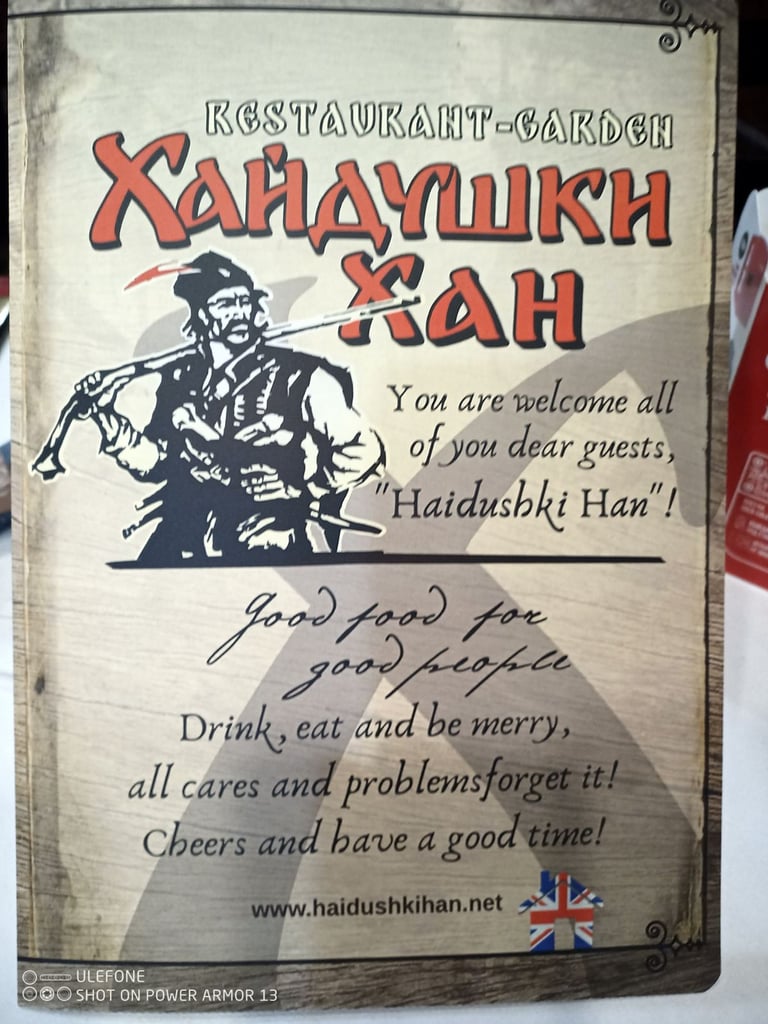 RESTAURANT-GARDEN
Хайдушки
Хан
You are welcome all
of you dear guests,
"Haidushki Han"!
Good food for
good people
Drink, eat and be merry,
all cares and problemsforget it!
Cheers and have a good time!
www.haidushkihan.net
ULEFONE
SHOT ON POWER ARMOR 13